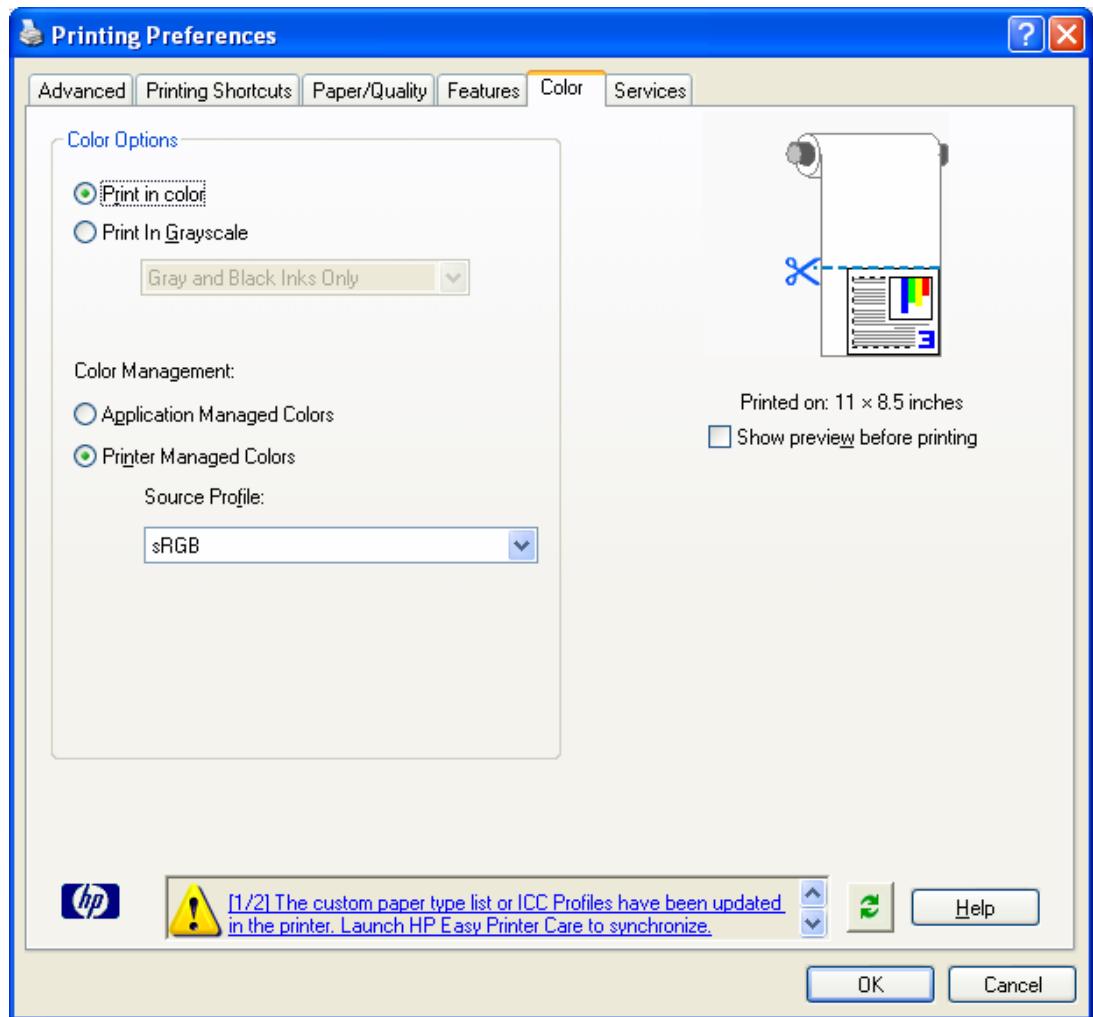 Printing Preferences
Advanced
Printing Shortcuts
Paper/Quality
Features
Color
Services
Color Options
Print in color
Print In Grayscale
Gray and Black Inks Only
Color Management:
Application Managed Colors
Printer Managed Colors
Source Profile:
sRGB
Printed on: 11 × 8.5 inches
Show preview before printing
hp
[1/2] The custom paper type list or ICC Profiles have been updated
in the printer. Launch HP Easy Printer Care to synchronize.
Help
OK
Cancel